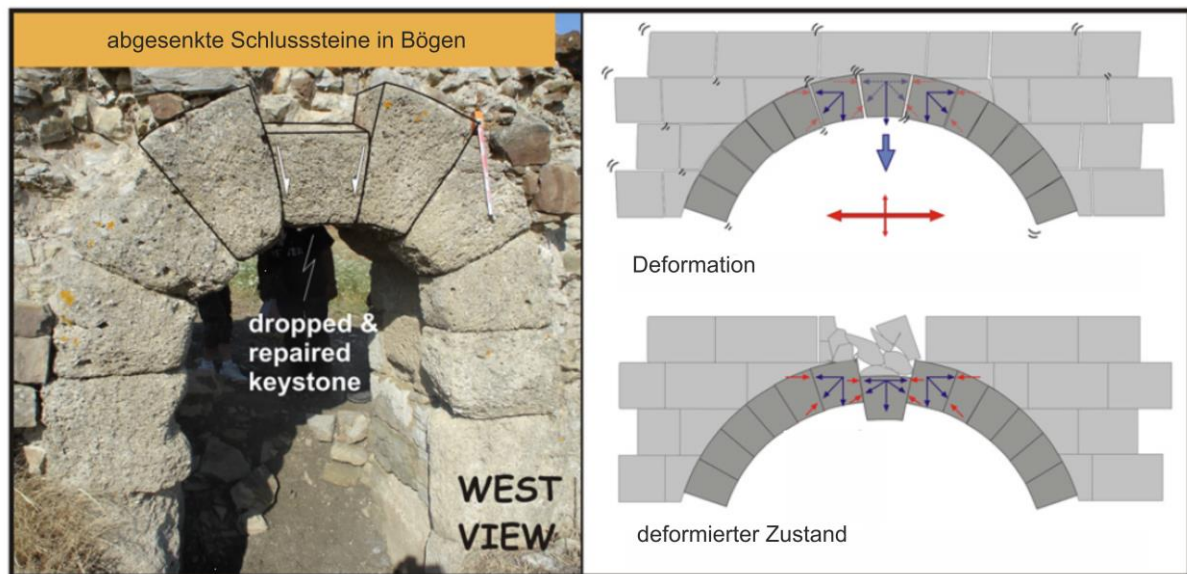 abgesenkte Schlusssteine in Bögen
dropped &
repaired
keystone
WEST
VIEW
Deformation
deformierter Zustand